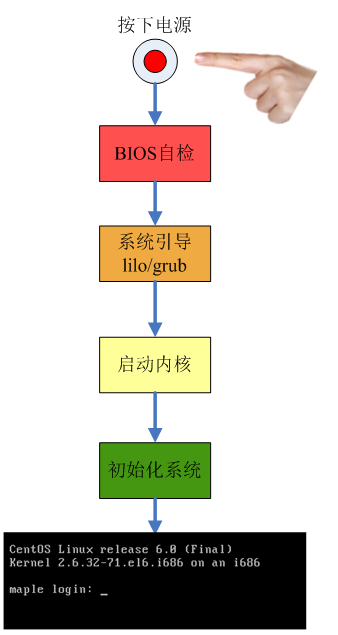 按下电源
BIOS自检
系统引导
lilo/grub
启动内核
初始化系统
CentOS Linux release 6.0 (Final)
Kernel 2.6.32-71.el6.i686 on an i686
maple login: _